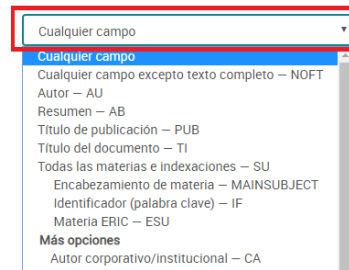 Cualquier campo
Cualquier campo
Cualquier campo excepto texto completo — NOFT
Autor — AU
Resumen — AB
Título de publicación — PUB
Título del documento — TI
Todas las materias e indexaciones — SU
Encabezamiento de materia — MAINSUBJECT
Identificador (palabra clave) — IF
Materia ERIC — ESU
Más opciones
Autor corporativo/institucional — CA